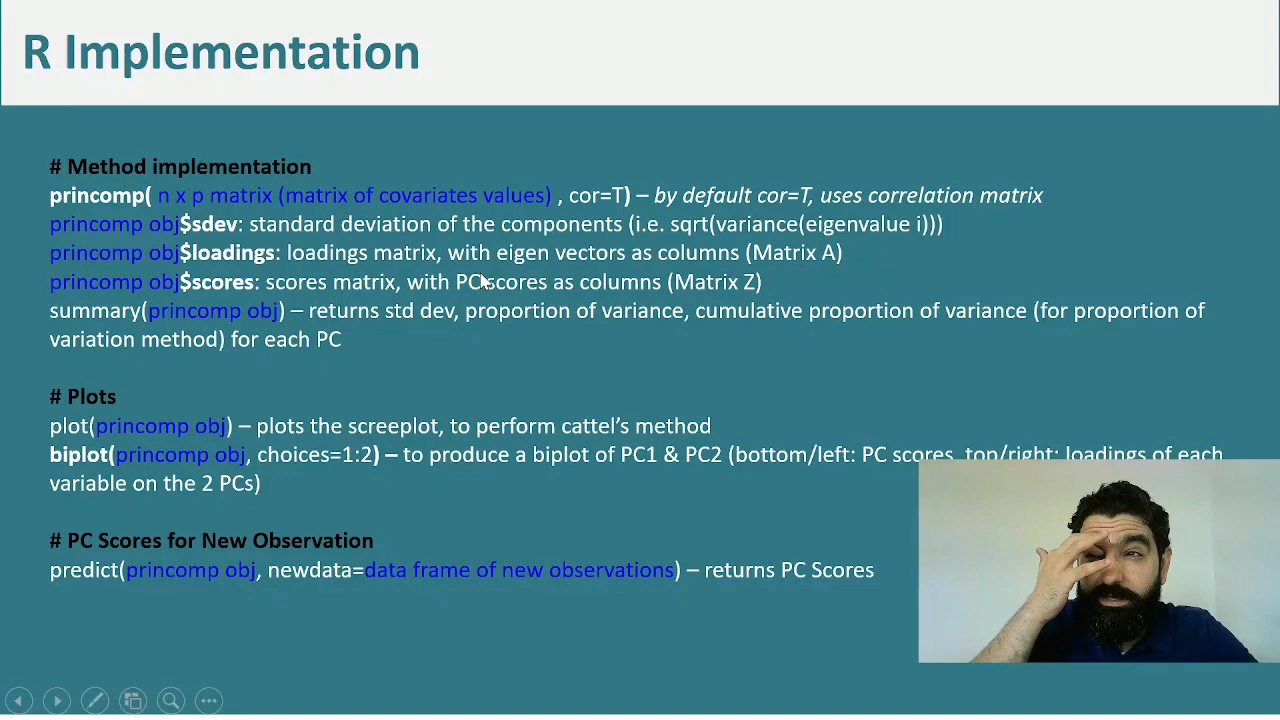 R Implementation
# Method implementation
princomp( n x p matrix (matrix of covariates values) , cor=T) – by default cor=T, uses correlation matrix
princomp obj$sdev: standard deviation of the components (i.e. sqrt(variance(eigenvalue i)))
princomp obj$loadings: loadings matrix, with eigen vectors as columns (Matrix A)
princomp obj$scores: scores matrix, with PC scores as columns (Matrix Z)
summary(princomp obj) – returns std dev, proportion of variance, cumulative proportion of variance (for proportion of
variation method) for each PC
# Plots
plot(princomp obj) – plots the screeplot, to perform cattel’s method
biplot(princomp obj, choices=1:2) – to produce a biplot of PC1 & PC2 (bottom/left: PC scores, top/right: loadings of each
variable on the 2 PCs)
# PC Scores for New Observation
predict(princomp obj, newdata=data frame of new observations) – returns PC Scores